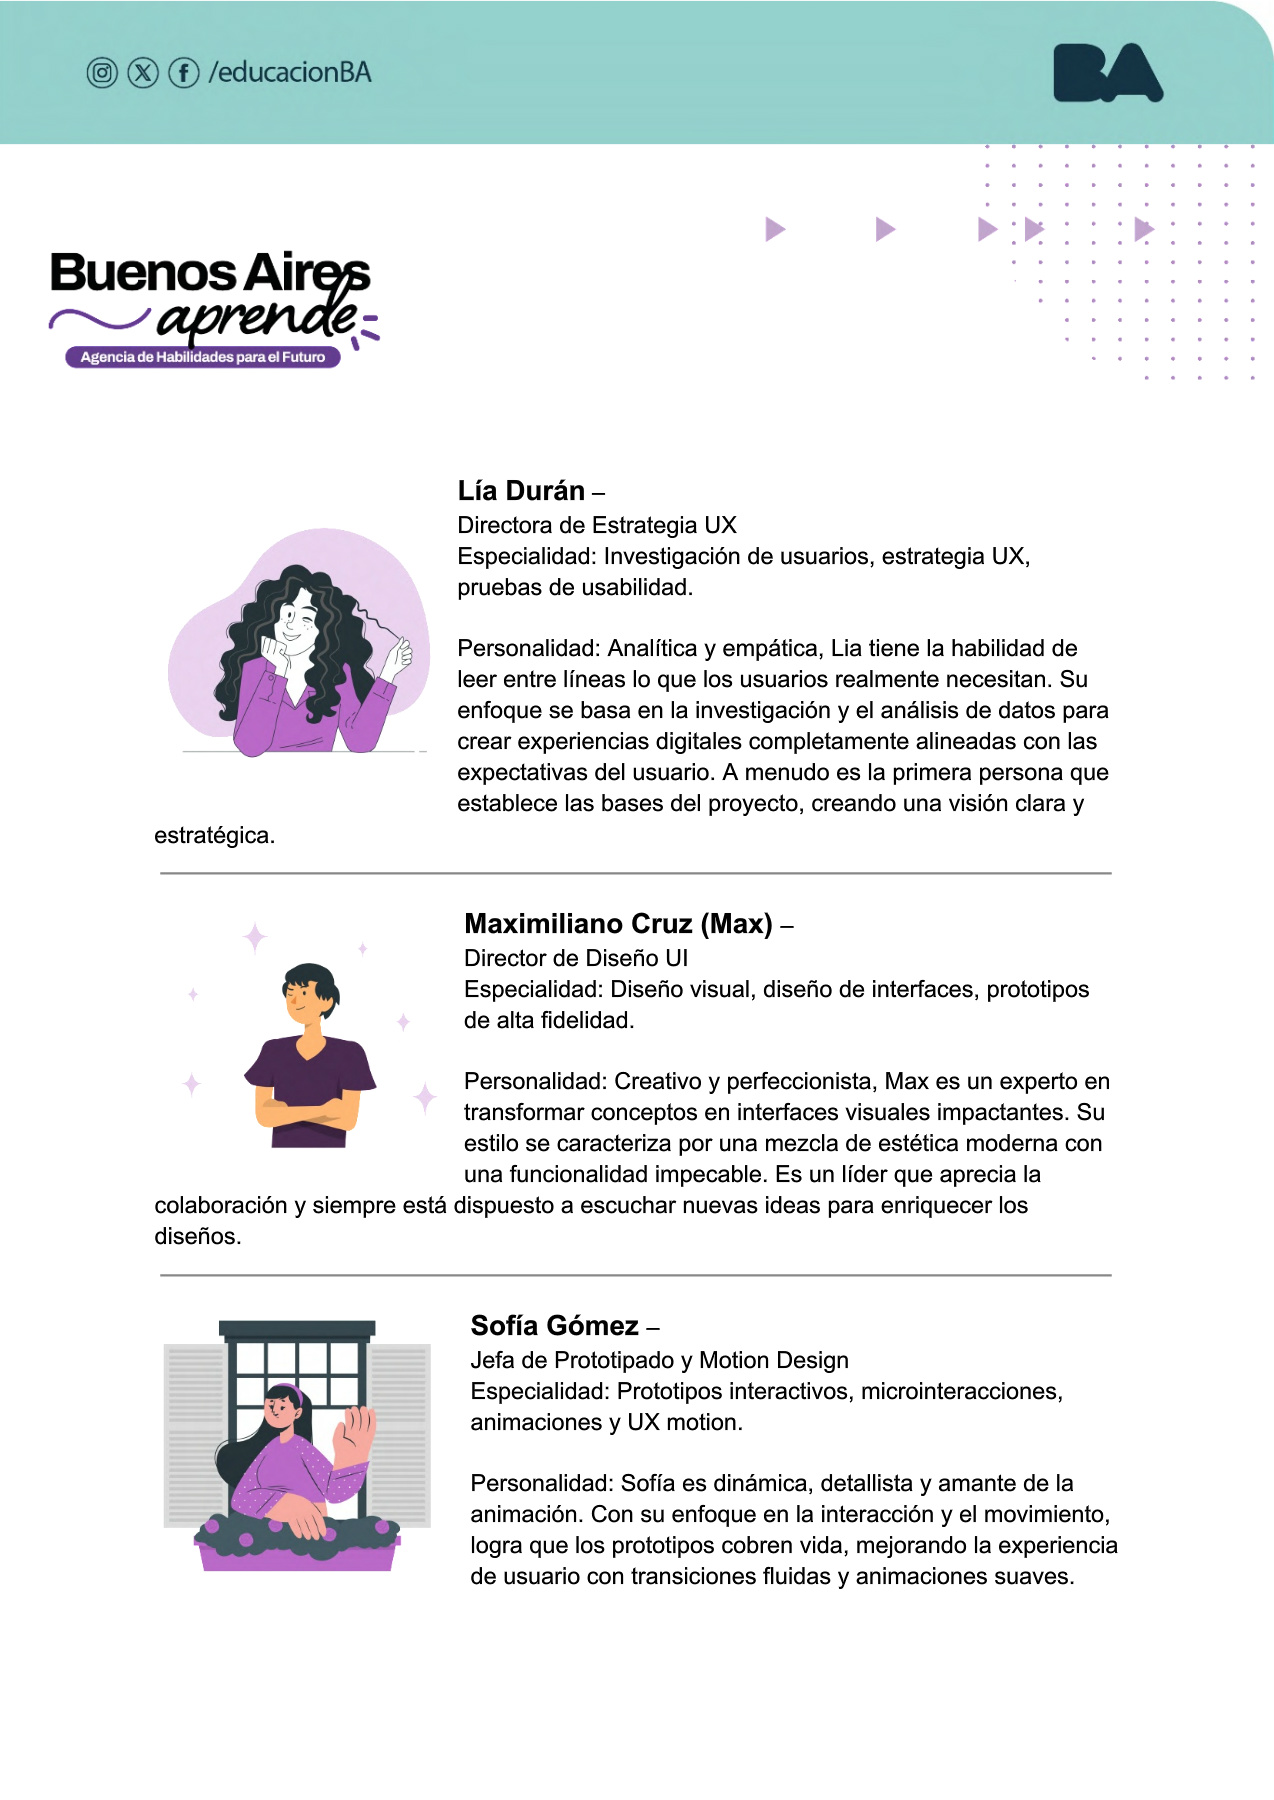 /educacionBA
BA
Buenos Aires
aprende
Agencia de Habilidades para el Futuro
Lía Durán –
Directora de Estrategia UX
Especialidad: Investigación de usuarios, estrategia UX,
pruebas de usabilidad.
Personalidad: Analítica y empática, Lia tiene la habilidad de
leer entre líneas lo que los usuarios realmente necesitan. Su
enfoque se basa en la investigación y el análisis de datos para
crear experiencias digitales completamente alineadas con las
expectativas del usuario. A menudo es la primera persona que
establece las bases del proyecto, creando una visión clara y
estratégica.
Maximiliano Cruz (Max) –
Director de Diseño UI
Especialidad: Diseño visual, diseño de interfaces, prototipos
de alta fidelidad.
Personalidad: Creativo y perfeccionista, Max es un experto en
transformar conceptos en interfaces visuales impactantes. Su
estilo se caracteriza por una mezcla de estética moderna con
una funcionalidad impecable. Es un líder que aprecia la
colaboración y siempre está dispuesto a escuchar nuevas ideas para enriquecer los
diseños.
Sofía Gómez –
Jefa de Prototipado y Motion Design
Especialidad: Prototipos interactivos, microinteracciones,
animaciones y UX motion.
Personalidad: Sofía es dinámica, detallista y amante de la
animación. Con su enfoque en la interacción y el movimiento,
logra que los prototipos cobren vida, mejorando la experiencia
de usuario con transiciones fluidas y animaciones suaves.